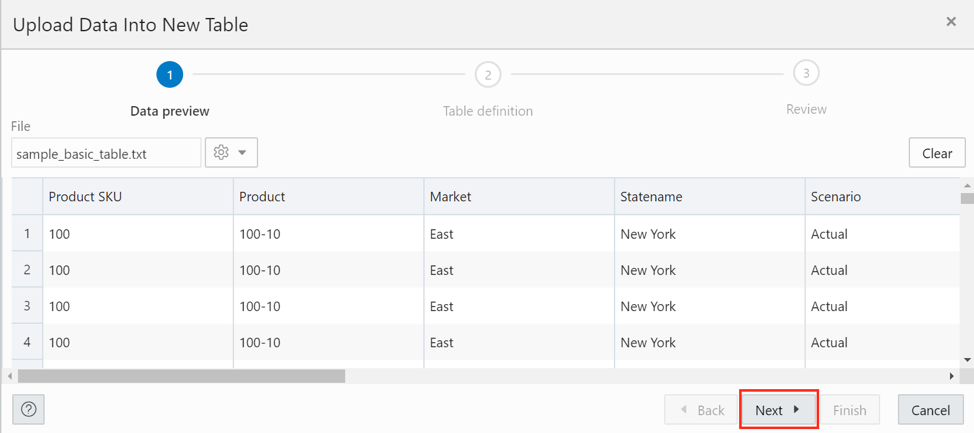 Upload Data Into New Table ×
1 2 3
Data preview Table definition Review
File
sample_basic_table.txt Clear
Product SKU Product Market Statename Scenario
1 100 100-10 East New York Actual
2 100 100-10 East New York Actual
3 100 100-10 East New York Actual
4 100 100-10 East New York Actual
? Back Next Finish Cancel